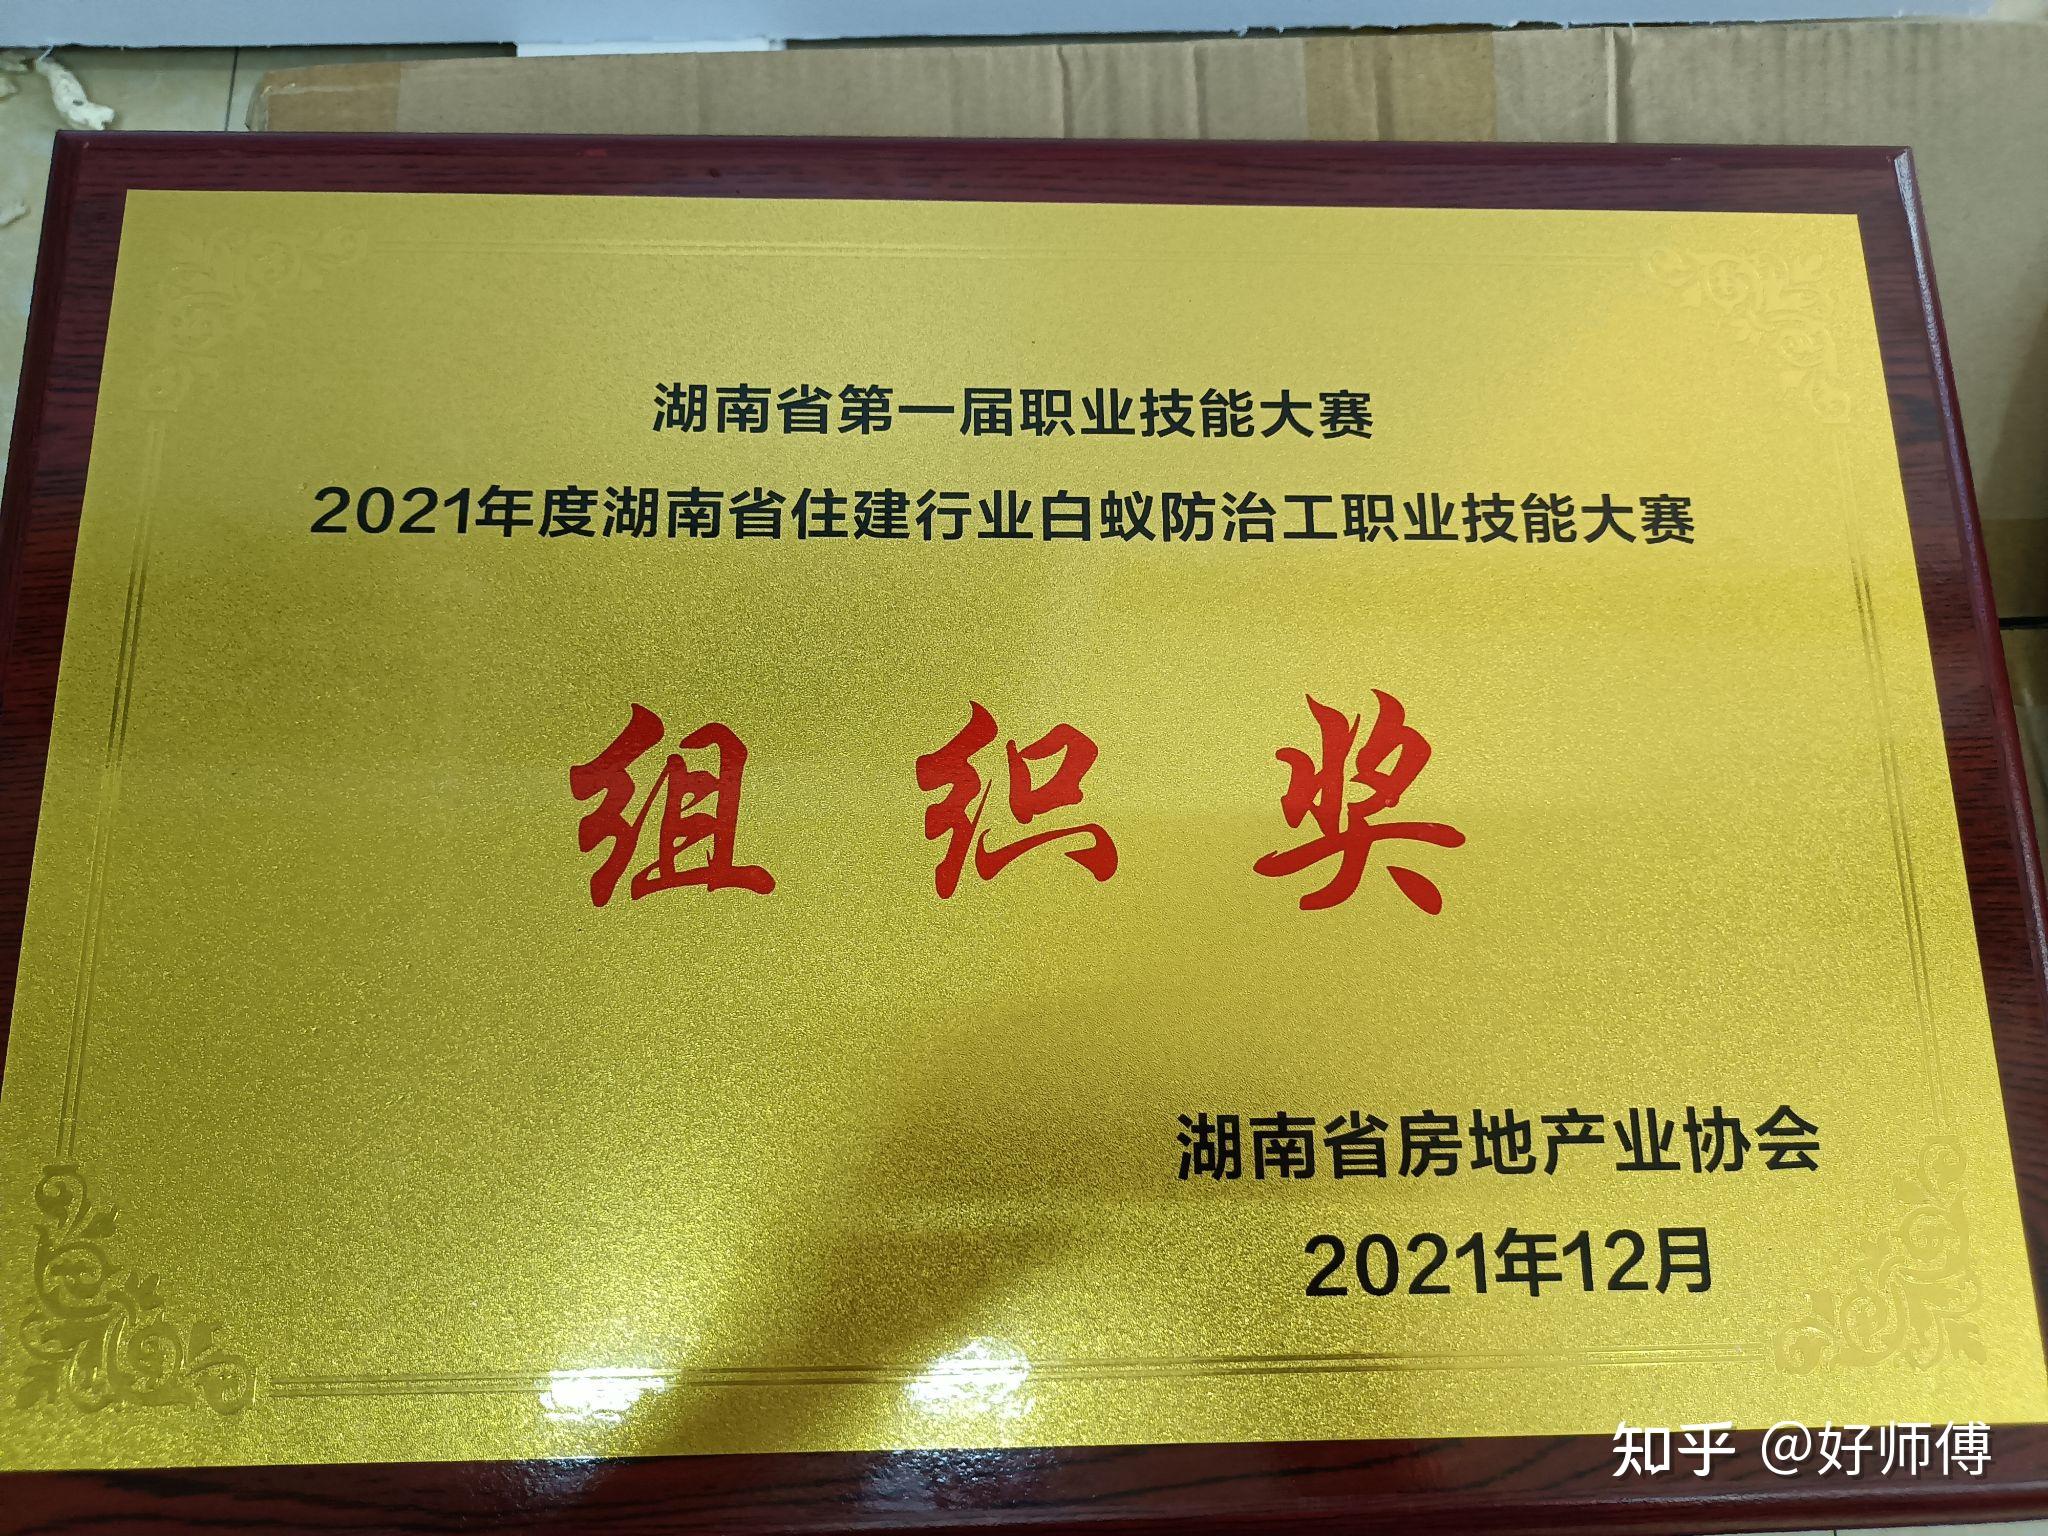 湖南省第一届职业技能大赛
2021年度湖南省住建行业白蚁防治工职业技能大赛
组织奖
湖南省房地产业协会
2021年12月
知乎 @好师傅